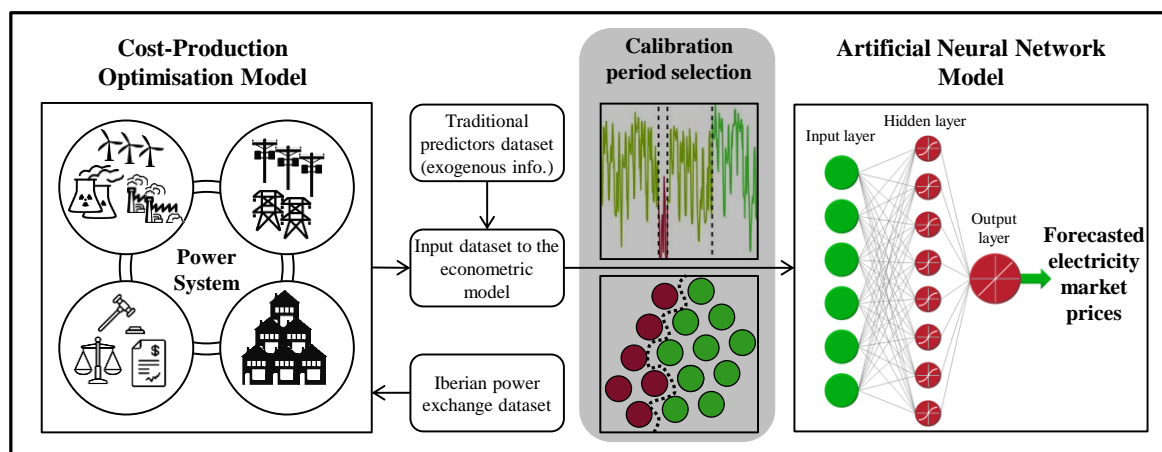 Cost-Production
Optimisation Model
Power
System
$
Traditional
predictors dataset
(exogenous info.)
Input dataset to the
econometric
model
Iberian power
exchange dataset
Calibration
period selection
Artificial Neural Network
Model
Input layer
Hidden layer
Output
layer
Forecasted
electricity
market
prices